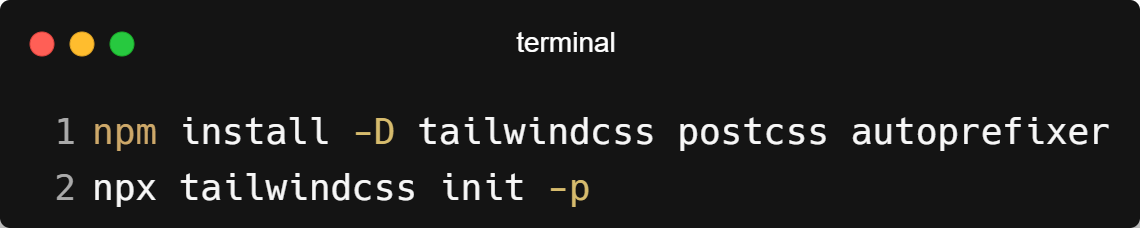 terminal
1 npm install -D tailwindcss postcss autoprefixer
2 npx tailwindcss init -p